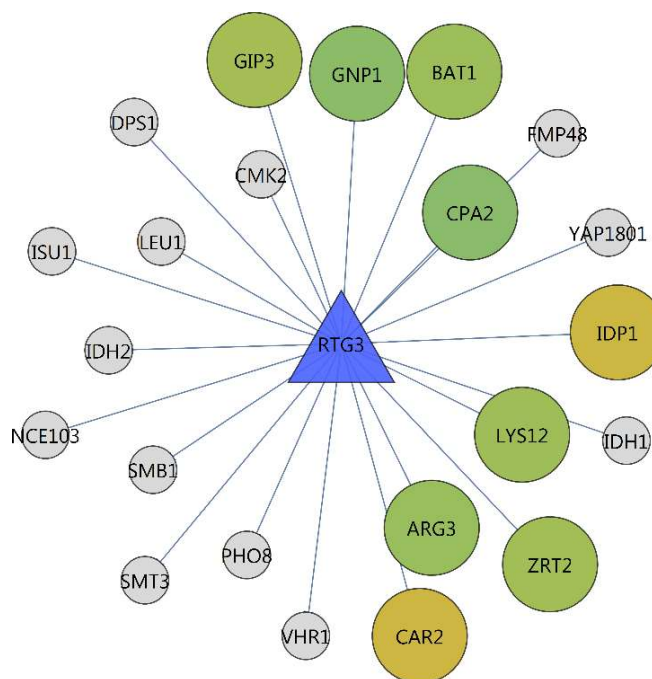 GIP3
GNP1
BAT1
DPS1
FMP48
CMK2
CPA2
YAP1801
LEU1
ISU1
IDP1
RTG3
IDH2
LYS12
NCE103
IDH1
SMB1
ARG3
PHO8
ZRT2
SMT3
VHR1
CAR2